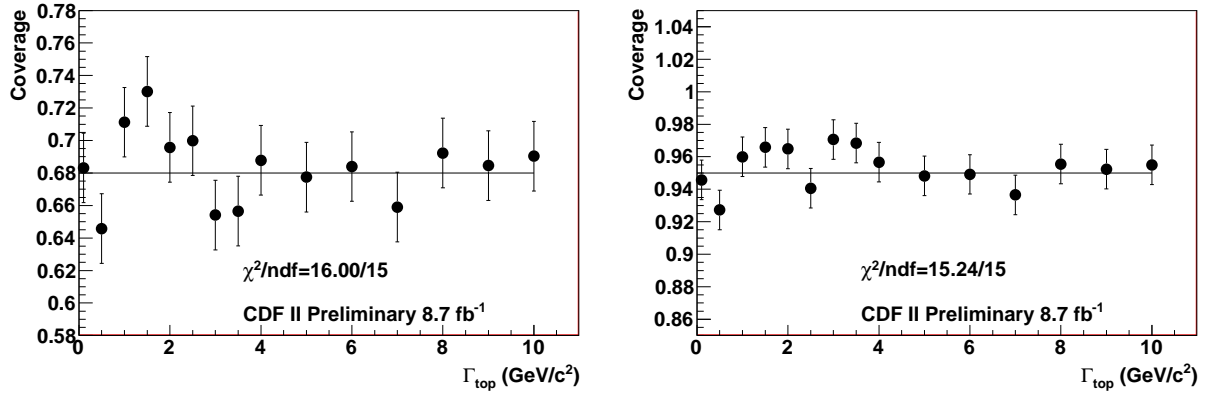 Coverage
0.78
0.76
0.74
0.72
0.7
0.68
0.66
0.64
0.62
0.6
0.58
0 2 4 6 8 10
χ²/ndf=16.00/15
CDF II Preliminary 8.7 fb⁻¹
Γtop (GeV/c²)
Coverage
1.04
1.02
1
0.98
0.96
0.94
0.92
0.9
0.88
0.86
0 2 4 6 8 10
χ²/ndf=15.24/15
CDF II Preliminary 8.7 fb⁻¹
Γtop (GeV/c²)